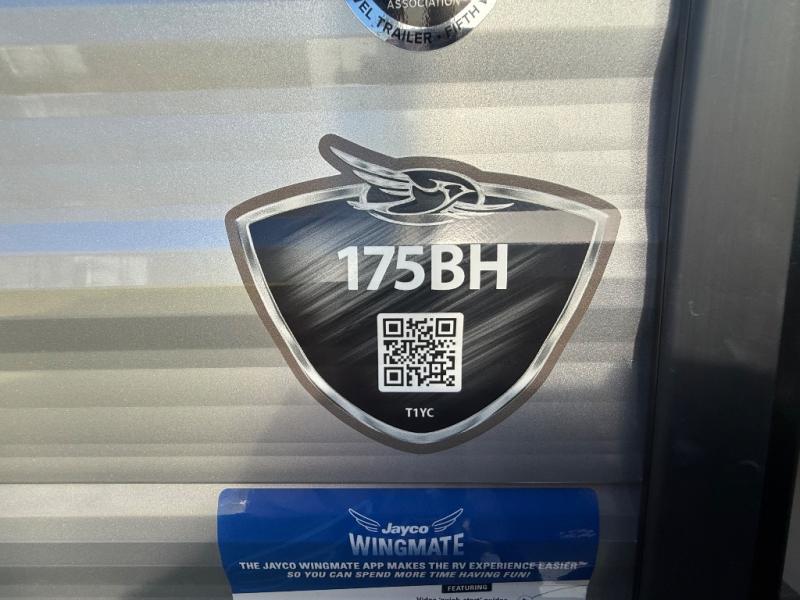 ASSOCIATION
TRAILER • FIFTH
175BH
T1YC
Jayco
WINGMATE
THE JAYCO WINGMATE APP MAKES THE RV EXPERIENCE EASIER
SO YOU CAN SPEND MORE TIME HAVING FUN!
FEATURING